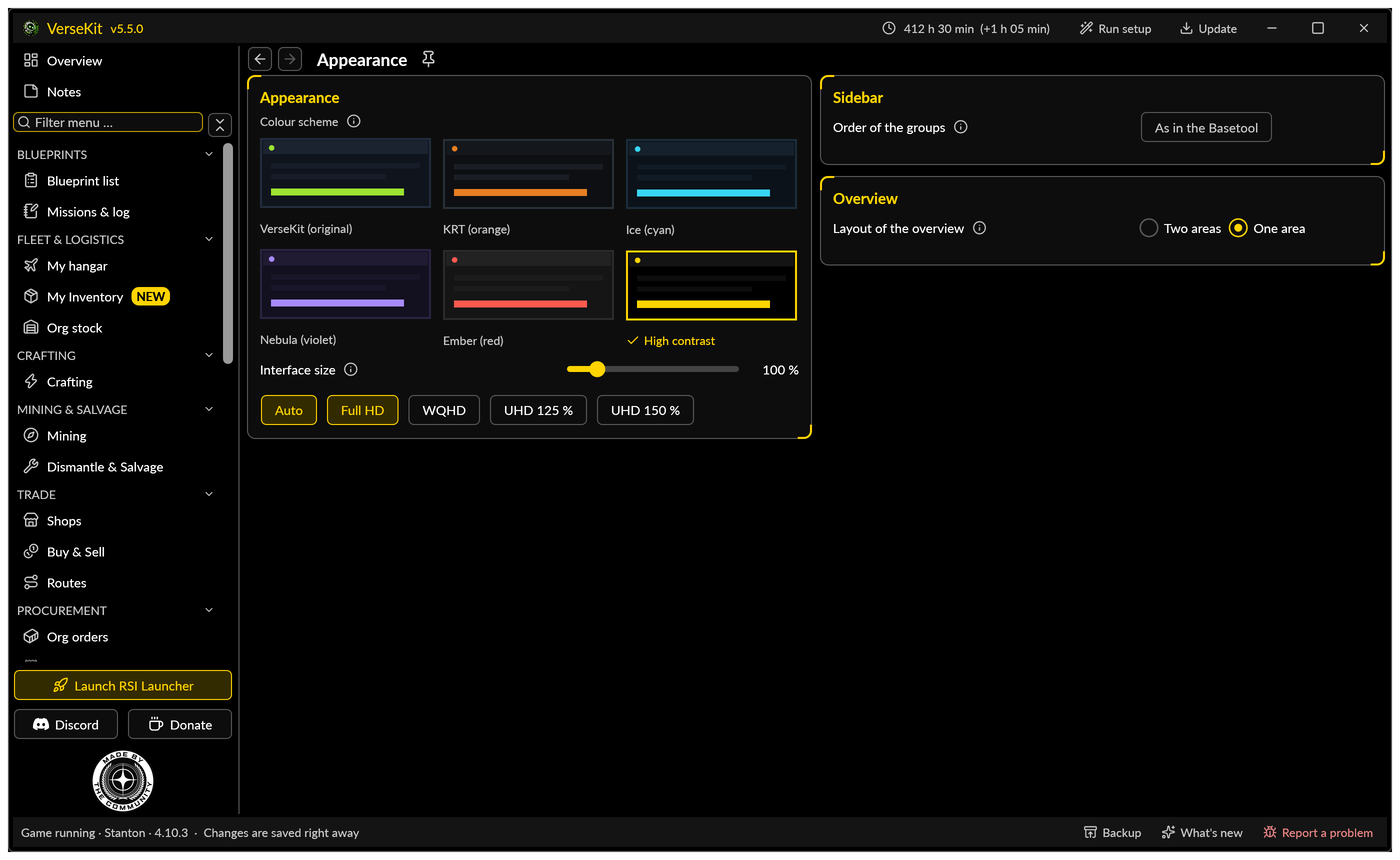 VerseKit v5.5.0
412 h 30 min (+1 h 05 min)
Run setup
Update
Overview
Notes
Filter menu ...
BLUEPRINTS
Blueprint list
Missions & log
FLEET & LOGISTICS
My hangar
My Inventory NEW
Org stock
CRAFTING
Crafting
MINING & SALVAGE
Mining
Dismantle & Salvage
TRADE
Shops
Buy & Sell
Routes
PROCUREMENT
Org orders
Launch RSI Launcher
Discord
Donate
MADE BY
THE COMMUNITY
Appearance
Appearance
Colour scheme
VerseKit (original)
KRT (orange)
Ice (cyan)
Nebula (violet)
Ember (red)
High contrast
Interface size
100 %
Auto
Full HD
WQHD
UHD 125 %
UHD 150 %
Sidebar
Order of the groups
As in the Basetool
Overview
Layout of the overview
Two areas
One area
Game running · Stanton · 4.10.3 · Changes are saved right away
Backup
What's new
Report a problem